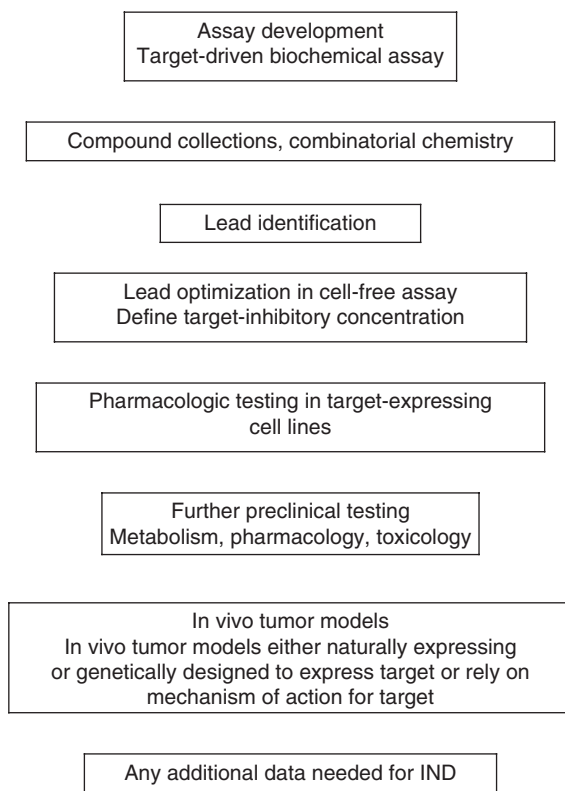 Assay development
Target-driven biochemical assay
Compound collections, combinatorial chemistry
Lead identification
Lead optimization in cell-free assay
Define target-inhibitory concentration
Pharmacologic testing in target-expressing
cell lines
Further preclinical testing
Metabolism, pharmacology, toxicology
In vivo tumor models
In vivo tumor models either naturally expressing
or genetically designed to express target or rely on
mechanism of action for target
Any additional data needed for IND